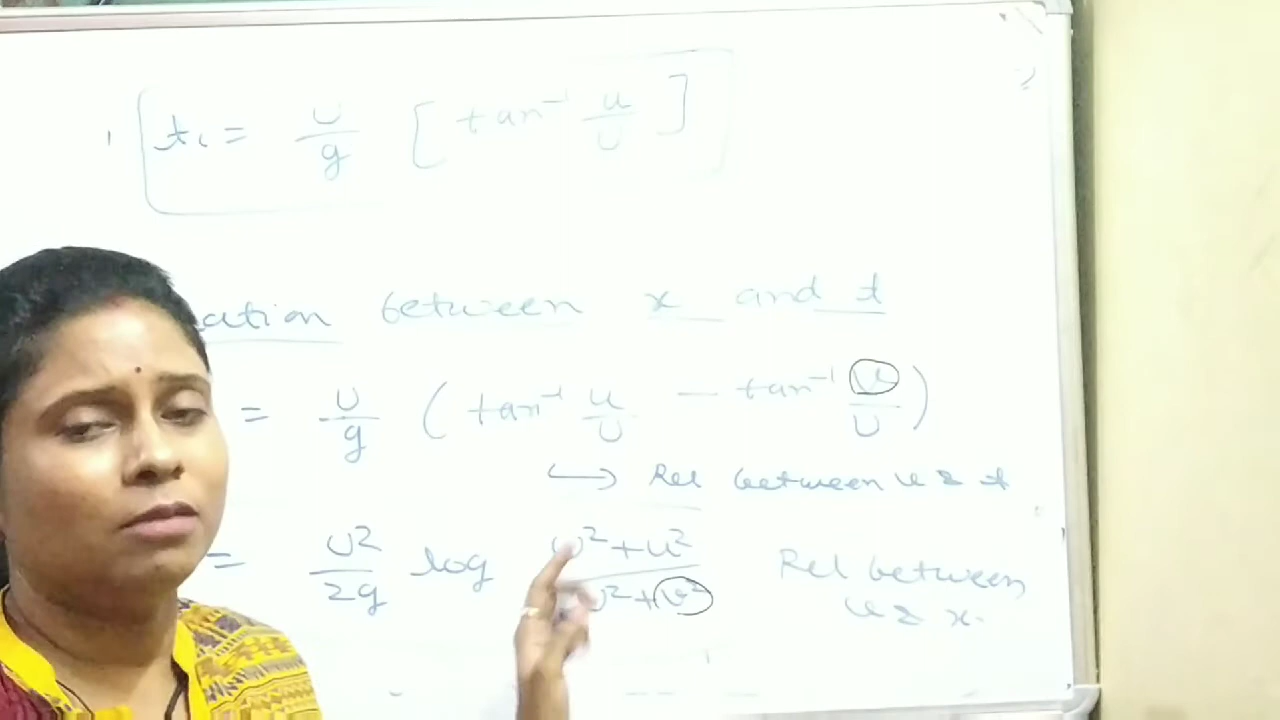 t₁ = U/g [ tan⁻¹ u/U ]
ation between x and t
= U/g ( tan⁻¹ u/U − tan⁻¹ v/U )
↪ Rel between v & t
= U²/2g log (U² + u²)/(U² + v²) Rel between
v & x.